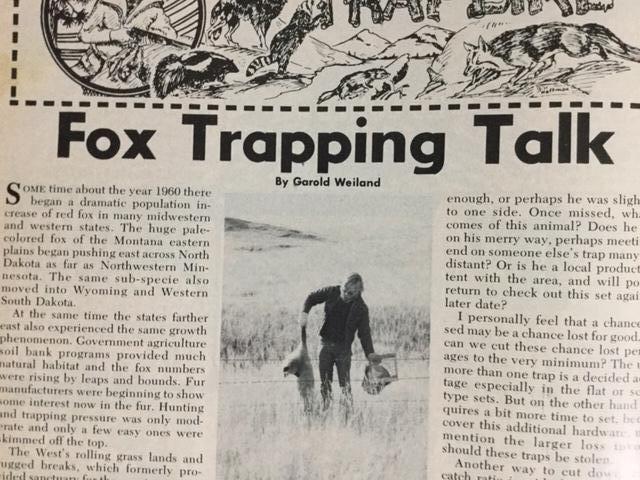 TRAPLINE
Fox Trapping Talk
By Garold Weiland
SOME time about the year 1960 there
began a dramatic population in-
crease of red fox in many midwestern
and western states. The huge pale-
colored fox of the Montana eastern
plains began pushing east across North
Dakota as far as Northwestern Min-
nesota. The same sub-specie also
moved into Wyoming and Western
South Dakota.
At the same time the states farther
east also experienced the same growth
phenomenon. Government agriculture
soil bank programs provided much
natural habitat and the fox numbers
were rising by leaps and bounds. Fur
manufacturers were beginning to show
some interest now in the fur. Hunting
and trapping pressure was only mod-
erate and only a few easy ones were
skimmed off the top.
The West's rolling grass lands and
rugged breaks, which formerly pro-
vided sanctuary for the
enough, or perhaps he was
to one side. Once missed,
comes of this animal? Does he
on his merry way, perhaps
end on someone else's trap many
distant? Or is he a local
tent with the area, and will
return to check this set
later date?
I personally feel that a
sed may be a chance lost for good.
can we cut these chance lost
ages to the very minimum? The
more than one trap is a decided
tage especially in the flat or
type sets. But on the other hand
quires a bit more time to set,
cover this additional hardware,
mention the larger loss
should these traps be stolen.
Another way to cut down
catch ratio